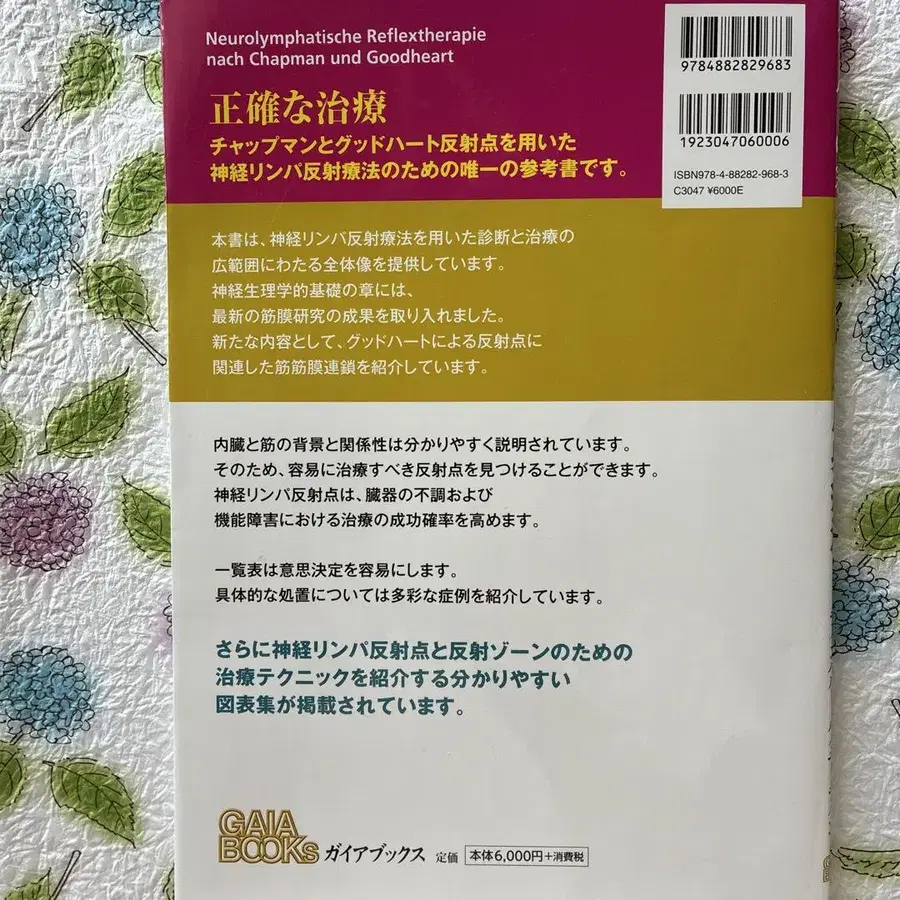 Neurolymphatische Reflextherapie
nach Chapman und Goodheart
正確な治療
チャップマンとグッドハート反射点を用いた
神経リンパ反射療法のための唯一の参考書です。
9784882829683
1923047060006
ISBN978-4-88282-968-3
C3047 ¥6000E
本書は、神経リンパ反射療法を用いた診断と治療の
広範囲にわたる全体像を提供しています。
神経生理学的基礎の章には、
最新の筋膜研究の成果を取り入れました。
新たな内容として、グッドハートによる反射点に
関連した筋筋膜連鎖を紹介しています。
内臓と筋の背景と関係性は分かりやすく説明されています。
そのため、容易に治療すべき反射点を見つけることができます。
神経リンパ反射点は、臓器の不調および
機能障害における治療の成功確率を高めます。
一覧表は意思決定を容易にします。
具体的な処置については多彩な症例を紹介しています。
さらに神経リンパ反射点と反射ゾーンのための
治療テクニックを紹介する分かりやすい
図表集が掲載されています。
GAIA
BOOKS ガイアブックス 定価 本体6,000円+消費税